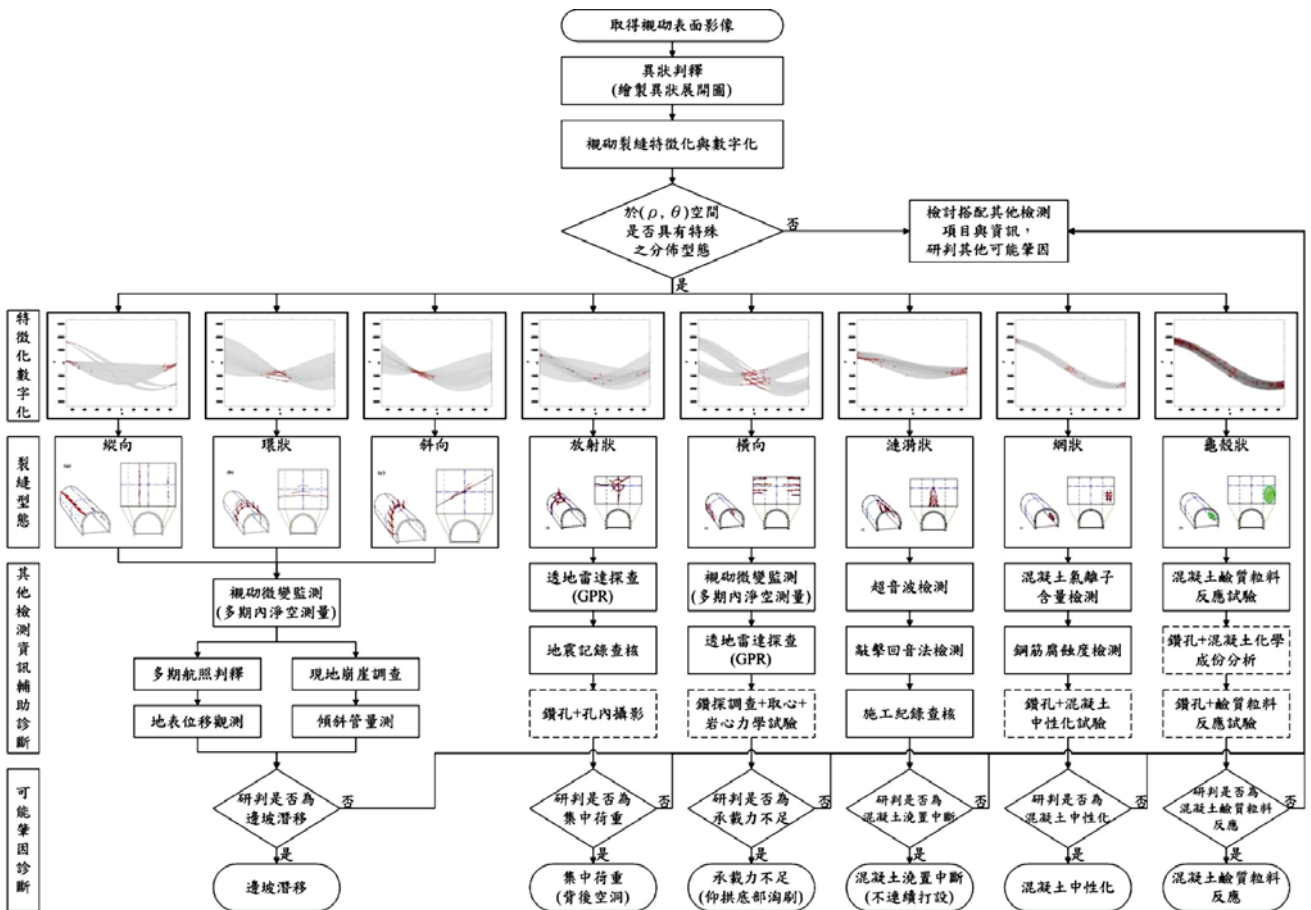 取得襯砌表面影像
異狀判釋
(繪製異狀展開圖)
襯砌裂縫特徵化與數字化
於(ρ, θ)空間
是否具有特殊
之分佈型態
否
檢討搭配其他檢測
項目與資訊，
研判其他可能肇因
是
特徵化數字化
裂縫型態
縱向
環狀
斜向
放射狀
橫向
漣漪狀
網狀
龜殼狀
(a)
(b)
(c)
其他檢測資訊輔助診斷
襯砌微變監測
(多期內淨空測量)
多期航照判釋
現地崩崖調查
地表位移觀測
傾斜管量測
透地雷達探查
(GPR)
地震記錄查核
鑽孔+孔內攝影
襯砌微變監測
(多期內淨空測量)
透地雷達探查
(GPR)
鑽探調查+取心+
岩心力學試驗
超音波檢測
敲擊回音法檢測
施工紀錄查核
混凝土氯離子
含量檢測
鋼筋腐蝕度檢測
鑽孔+混凝土
中性化試驗
混凝土鹼質粒料
反應試驗
鑽孔+混凝土化學
成份分析
鑽孔+鹼質粒料
反應試驗
可能肇因診斷
研判是否為
邊坡潛移
否
是
邊坡潛移
研判是否為
集中荷重
否
是
集中荷重
(背後空洞)
研判是否為
承載力不足
否
是
承載力不足
(仰拱底部淘刷)
研判是否為
混凝土澆置中斷
否
是
混凝土澆置中斷
(不連續打設)
研判是否為
混凝土中性化
否
是
混凝土中性化
研判是否為
混凝土鹼質粒料
反應
否
是
混凝土鹼質粒料
反應